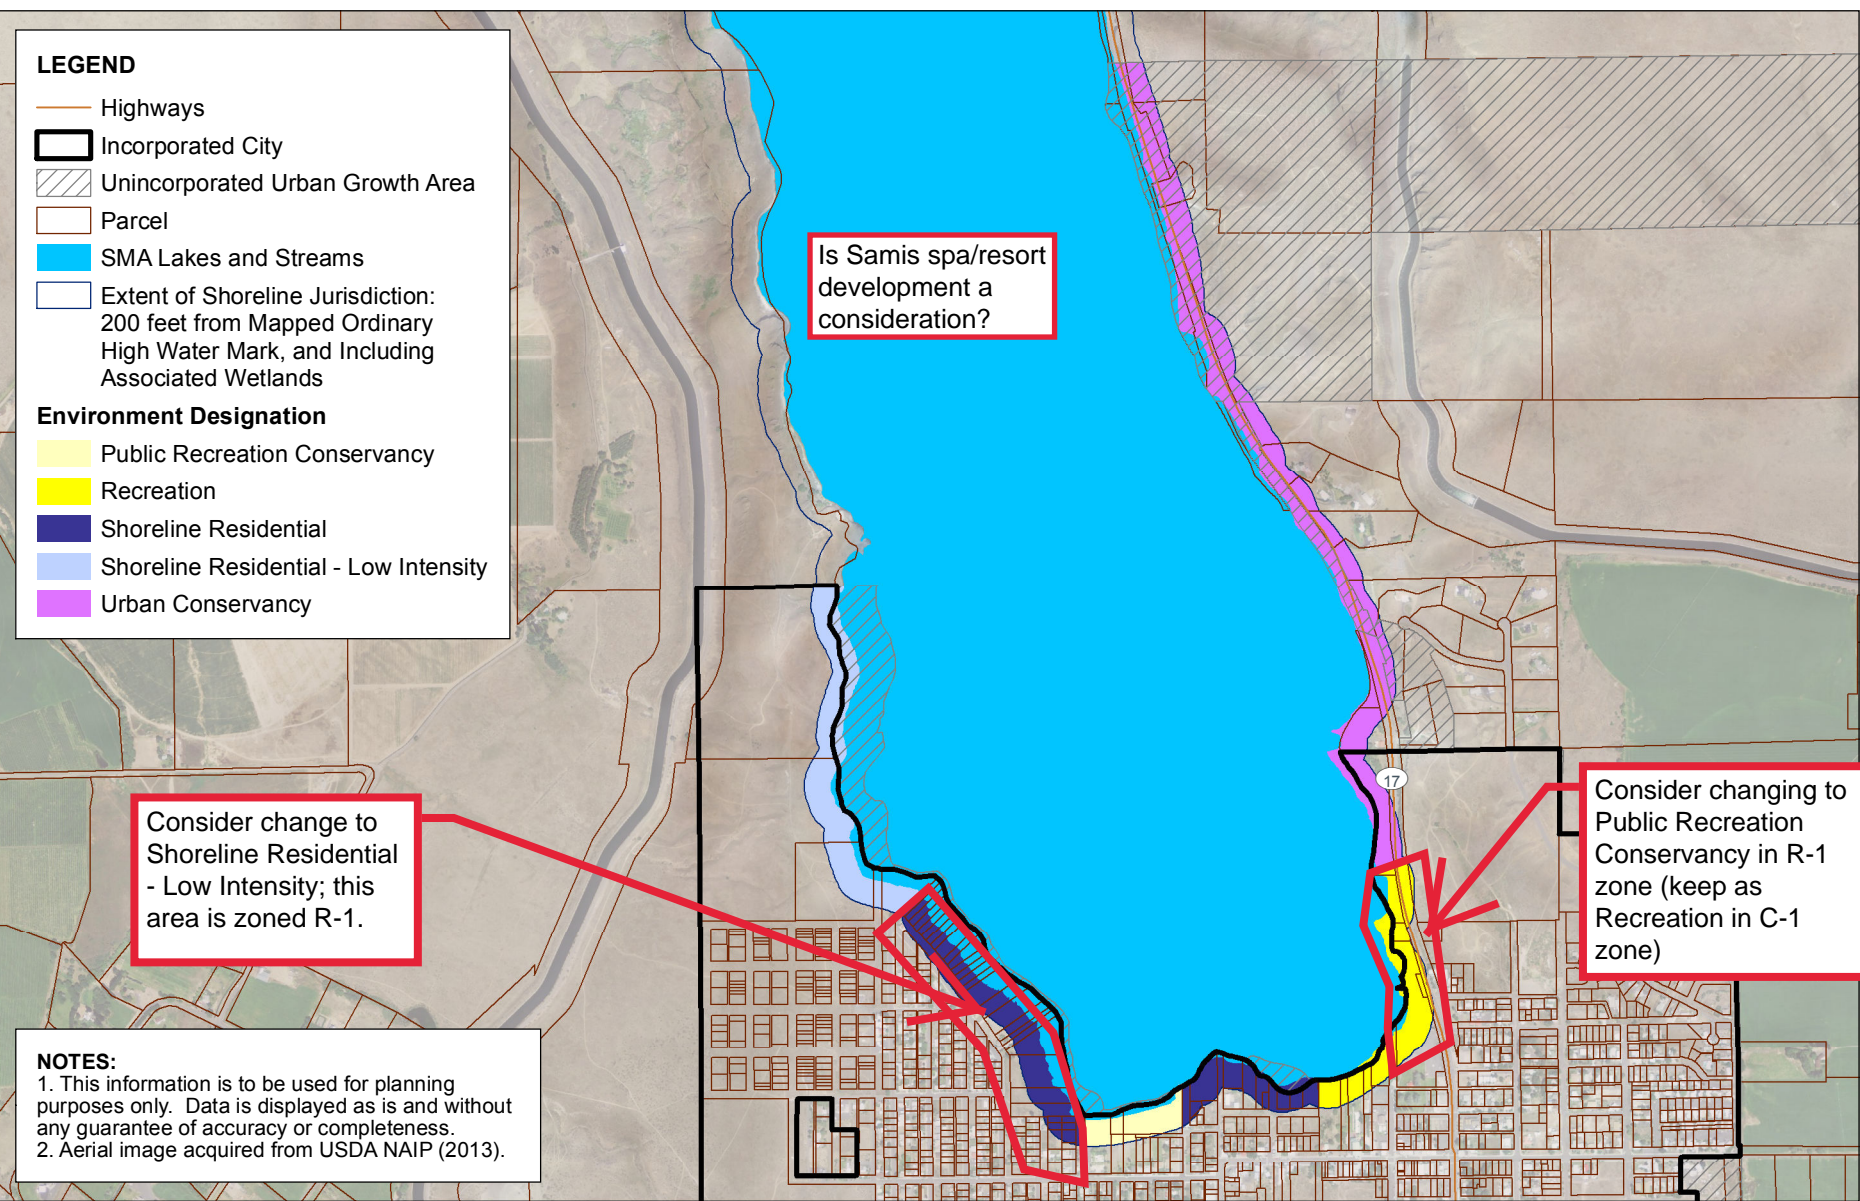 LEGEND
Highways
Incorporated City
Unincorporated Urban Growth Area
Parcel
SMA Lakes and Streams
Extent of Shoreline Jurisdiction:
200 feet from Mapped Ordinary
High Water Mark, and Including
Associated Wetlands
Environment Designation
Public Recreation Conservancy
Recreation
Shoreline Residential
Shoreline Residential - Low Intensity
Urban Conservancy
Is Samis spa/resort
development a
consideration?
17
Consider changing to
Public Recreation
Conservancy in R-1
zone (keep as
Recreation in C-1
zone)
Consider change to
Shoreline Residential
- Low Intensity; this
area is zoned R-1.
NOTES:
1. This information is to be used for planning
purposes only.  Data is displayed as is and without
any guarantee of accuracy or completeness.
2. Aerial image acquired from USDA NAIP (2013).